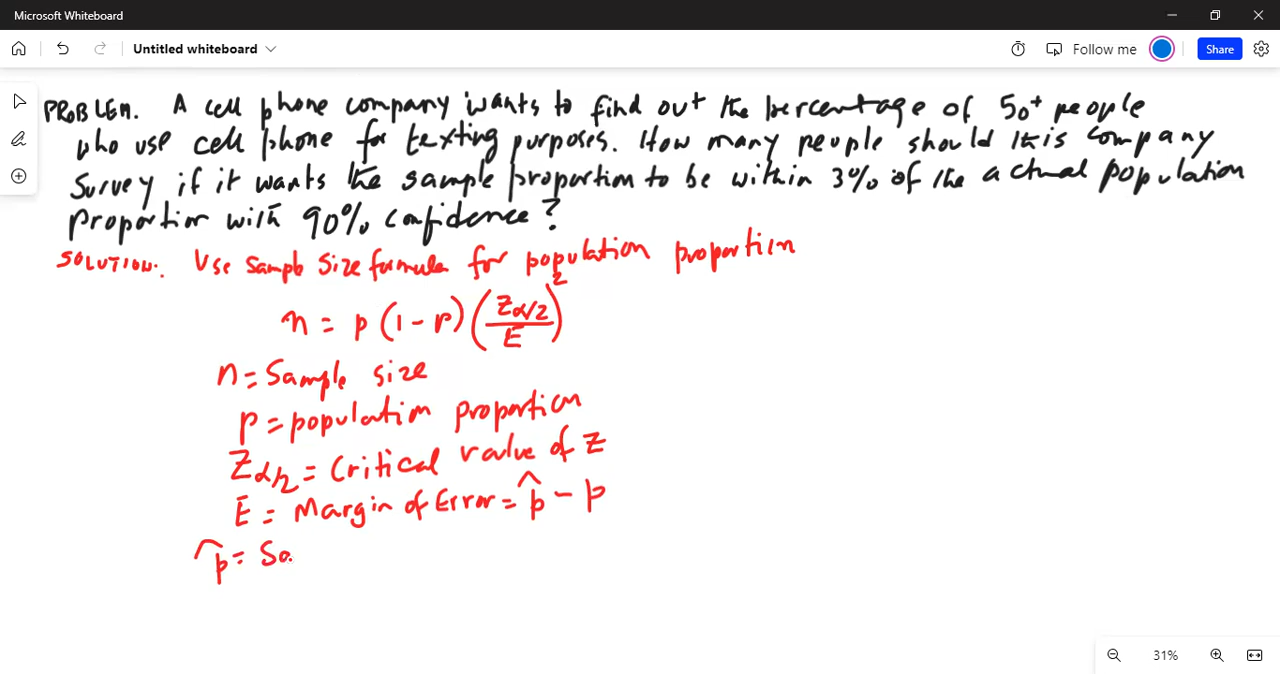 Microsoft Whiteboard
Untitled whiteboard
Follow me
Share
PROBLEM. A cell phone company wants to find out the percentage of 50+ people
who use cell phone for texting purposes. How many people should this company
survey if it wants the sample proportion to be within 3% of the actual population
proportion with 90% confidence?
SOLUTION: Use sample size formula for population proportion
n = p (1 - p) (Zα/2 / E)²
n = Sample size
p = population proportion
Zα/2 = Critical value of Z
E = Margin of Error = p̂ - p
p̂ = Sa
31%